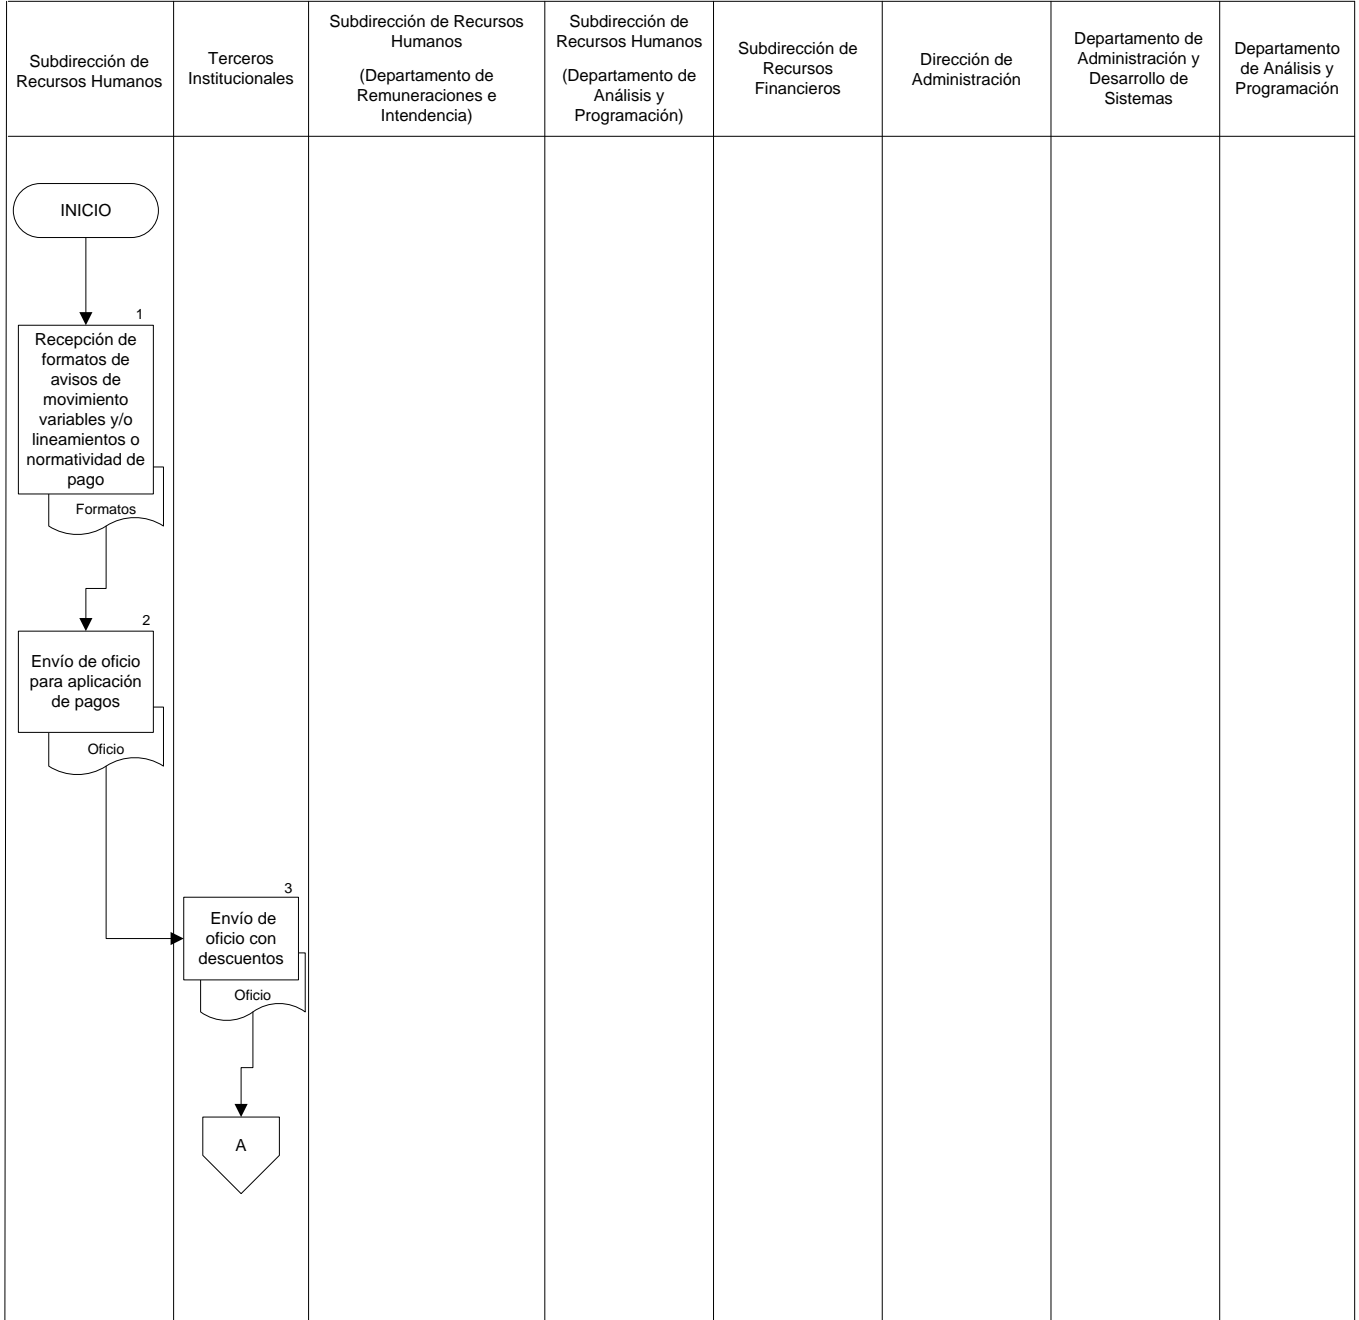 Subdirección de
Recursos Humanos
Terceros
Institucionales
Subdirección de Recursos
Humanos
(Departamento de
Remuneraciones e
Intendencia)
Subdirección de
Recursos Humanos
(Departamento de
Análisis y
Programación)
Subdirección de
Recursos
Financieros
Dirección de
Administración
Departamento de
Administración y
Desarrollo de
Sistemas
Departamento
de Análisis y
Programación
INICIO
1
Recepción de
formatos de
avisos de
movimiento
variables y/o
lineamientos o
normatividad de
pago
Formatos
2
Envío de oficio
para aplicación
de pagos
Oficio
3
Envío de
oficio con
descuentos
Oficio
A